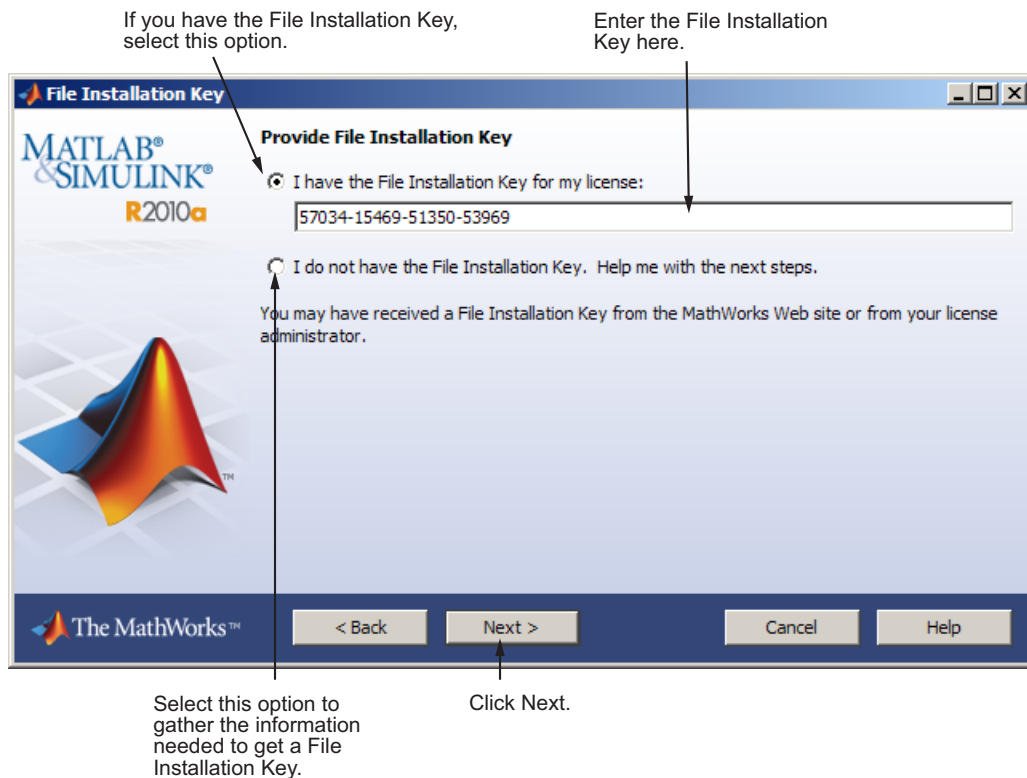 If you have the File Installation Key,
select this option.
Enter the File Installation
Key here.
File Installation Key
MATLAB®
&SIMULINK®
R2010a
Provide File Installation Key
I have the File Installation Key for my license:
57034-15469-51350-53969
I do not have the File Installation Key. Help me with the next steps.
You may have received a File Installation Key from the MathWorks Web site or from your license
administrator.
TM
The MathWorks™
< Back
Next >
Cancel
Help
Select this option to
gather the information
needed to get a File
Installation Key.
Click Next.